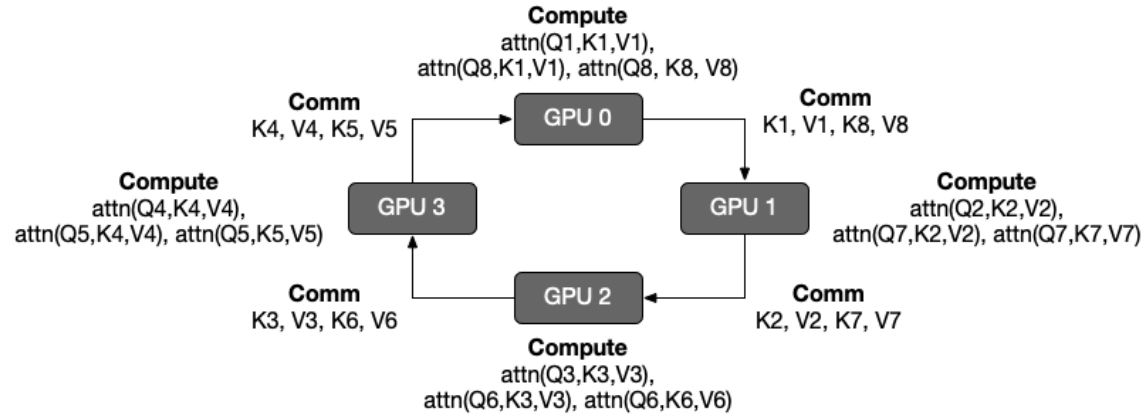 Compute
attn(Q1,K1,V1),
attn(Q8,K1,V1), attn(Q8, K8, V8)
Comm
K4, V4, K5, V5
GPU 0
Comm
K1, V1, K8, V8
Compute
attn(Q4,K4,V4),
attn(Q5,K4,V4), attn(Q5,K5,V5)
GPU 3
GPU 1
Compute
attn(Q2,K2,V2),
attn(Q7,K2,V2), attn(Q7,K7,V7)
Comm
K3, V3, K6, V6
GPU 2
Comm
K2, V2, K7, V7
Compute
attn(Q3,K3,V3),
attn(Q6,K3,V3), attn(Q6,K6,V6)